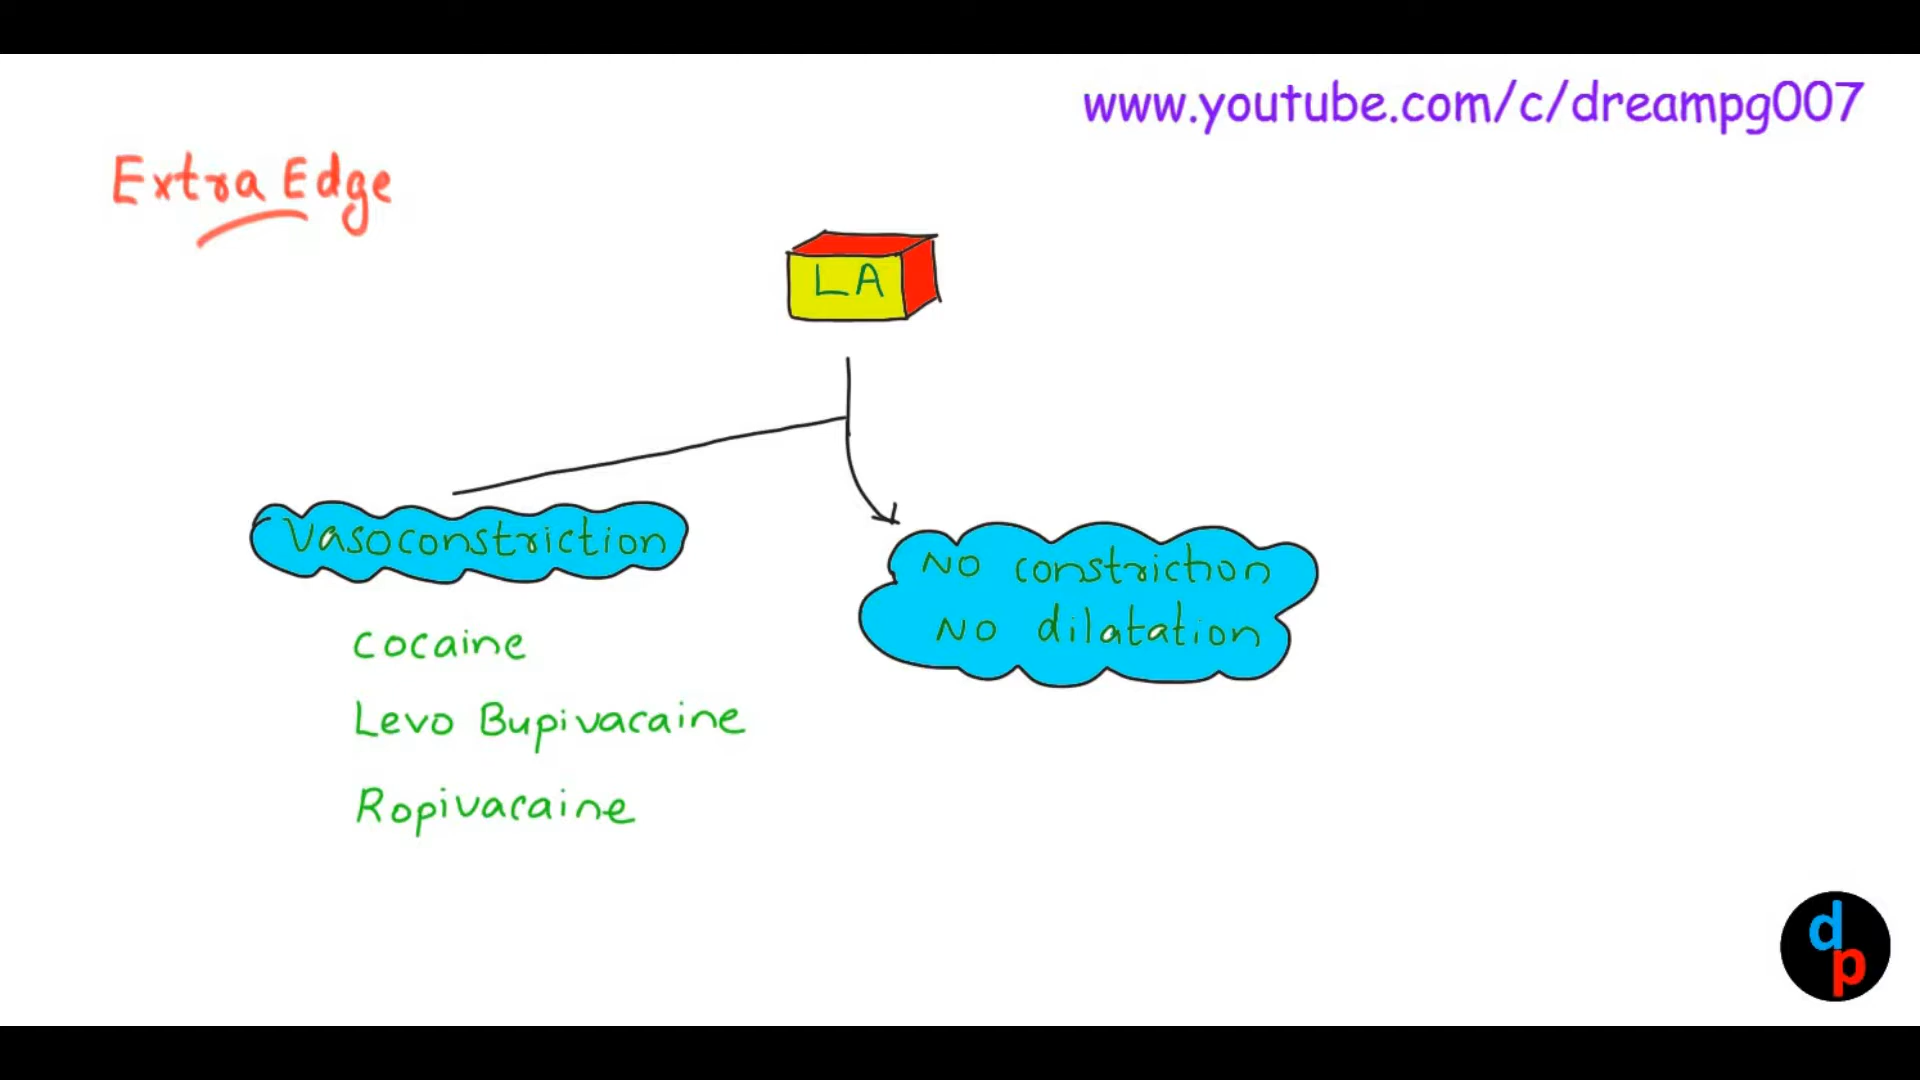 www.youtube.com/c/dreampg007
Extra Edge
LA
Vasoconstriction
No constriction
No dilatation
cocaine
Levo Bupivacaine
Ropivacaine
dp